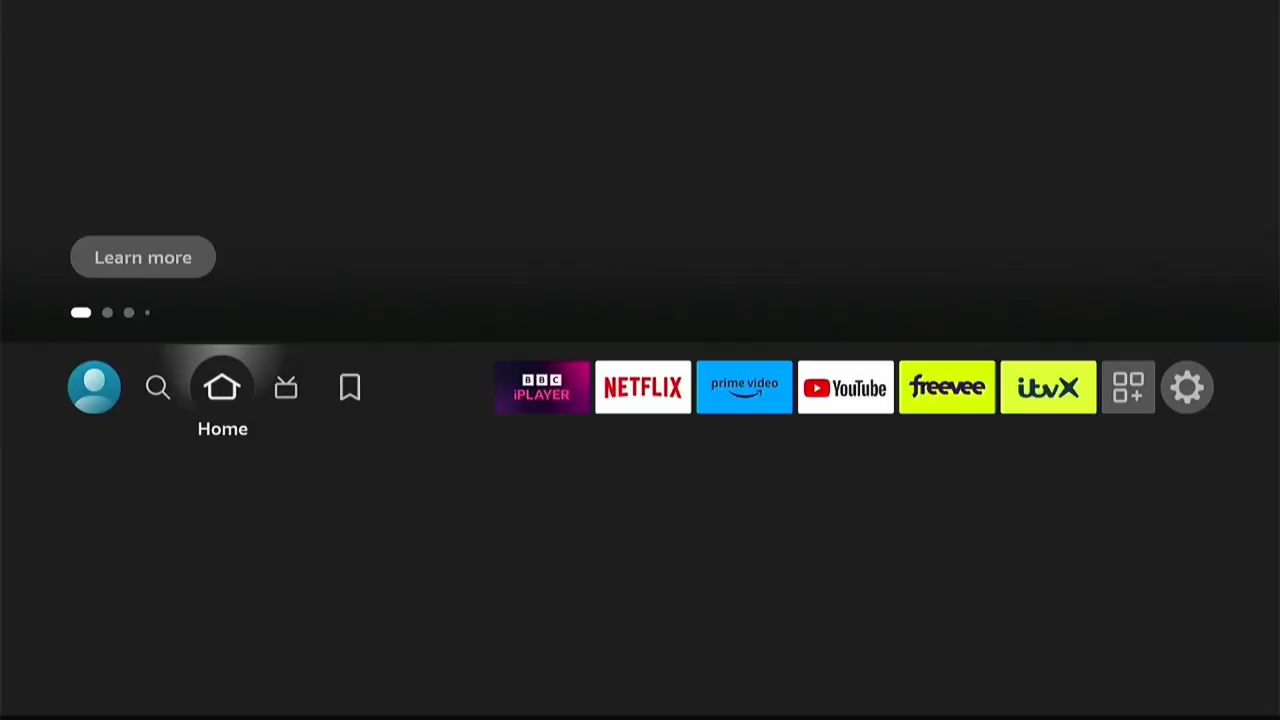 Learn more
BBC
iPLAYER
NETFLIX
prime video
YouTube
freevee
itvX
Home